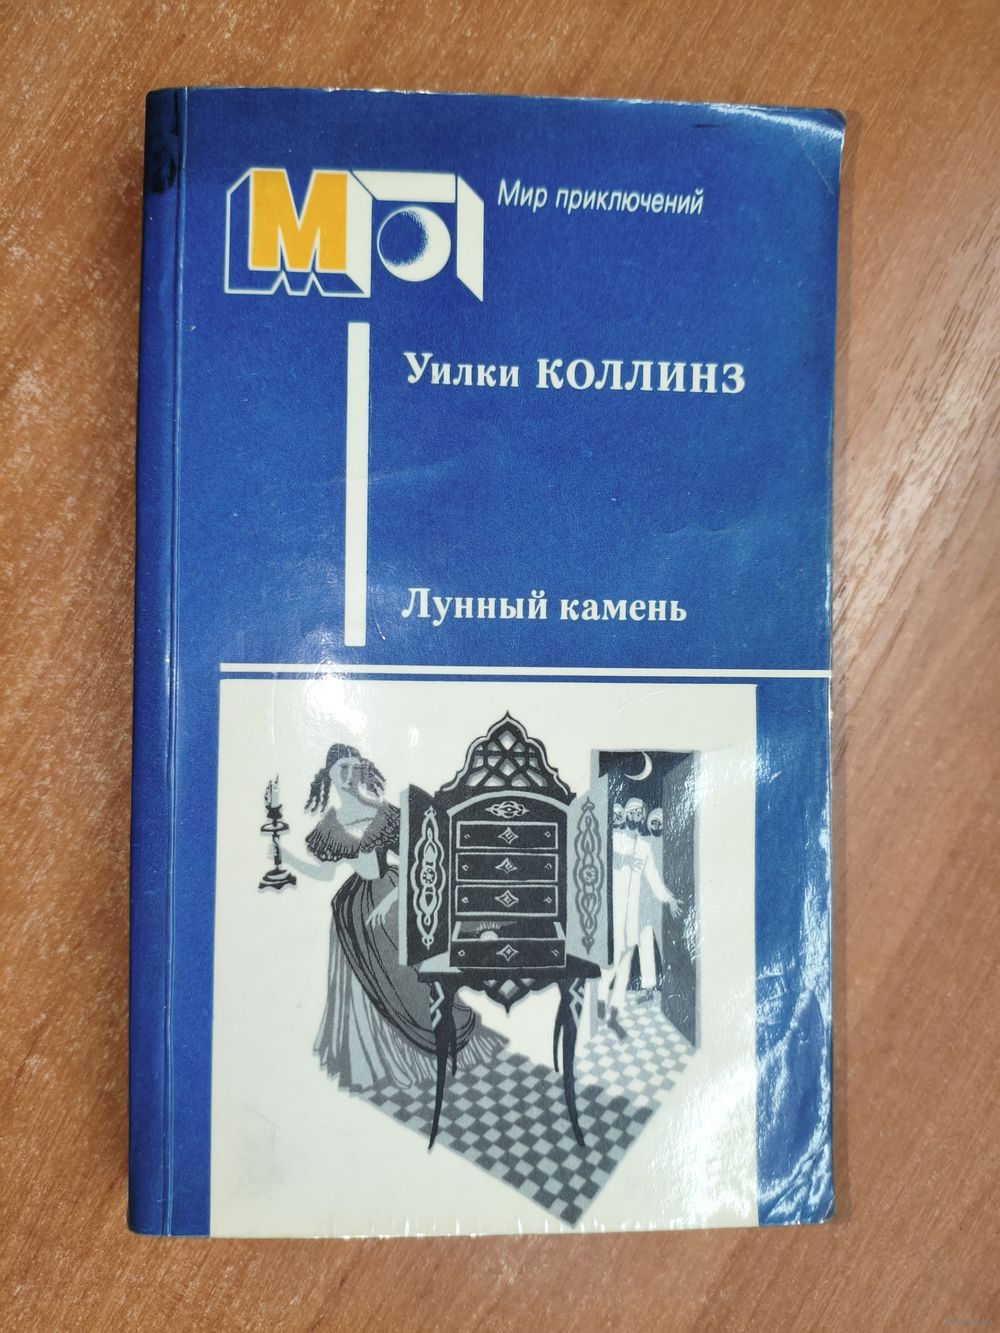 М
Мир приключений
Уилки КОЛЛИНЗ
Лунный камень